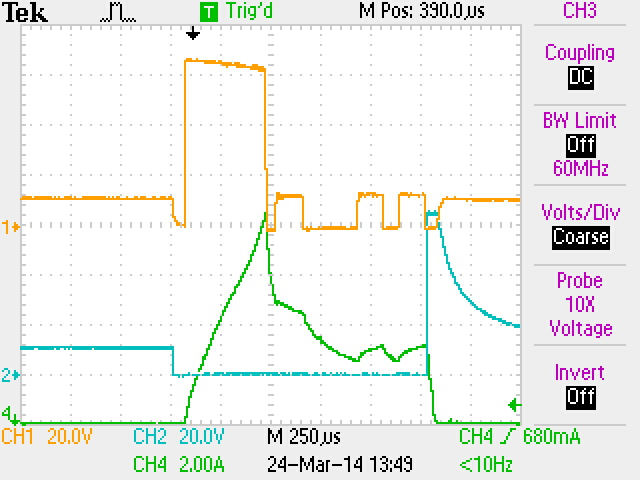 Tek T Trig'd M Pos: 390.0µs CH3
Coupling
DC
BW Limit
Off
60MHz
Volts/Div
Coarse
Probe
10X
Voltage
Invert
Off
1
2
4
CH1 20.0V CH2 20.0V M 250µs CH4 680mA
CH4 2.00A 24-Mar-14 13:49 <10Hz